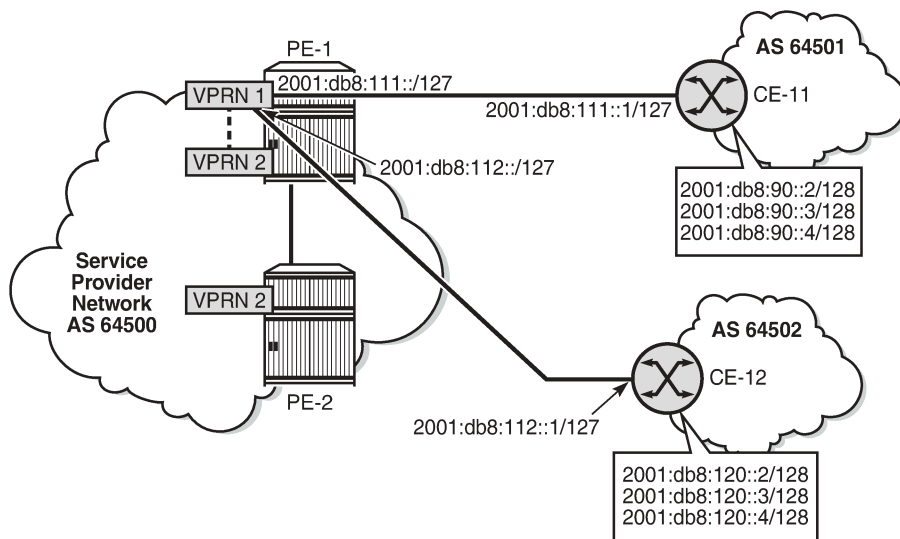 PE-1
VPRN 1
2001:db8:111::/127
2001:db8:111::1/127
AS 64501
CE-11
VPRN 2
2001:db8:112::/127
2001:db8:90::2/128
2001:db8:90::3/128
2001:db8:90::4/128
Service
Provider
Network
AS 64500
VPRN 2
PE-2
AS 64502
CE-12
2001:db8:112::1/127
2001:db8:120::2/128
2001:db8:120::3/128
2001:db8:120::4/128